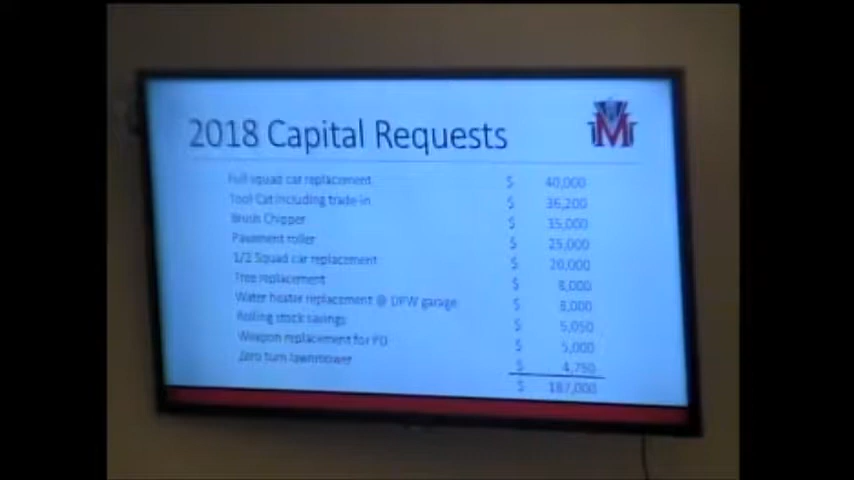 2018 Capital Requests
Full squad car replacement $ 40,000
Tool Cat including trade-in $ 36,200
Brush Chipper $ 35,000
Pavement roller $ 25,000
1/2 Squad car replacement $ 20,000
Tree replacement $ 8,000
Water heater replacement @ DPW garage $ 8,000
Rolling stock savings $ 5,050
Weapon replacement for PD $ 5,000
Zero turn lawnmower $ 4,750
$ 187,000